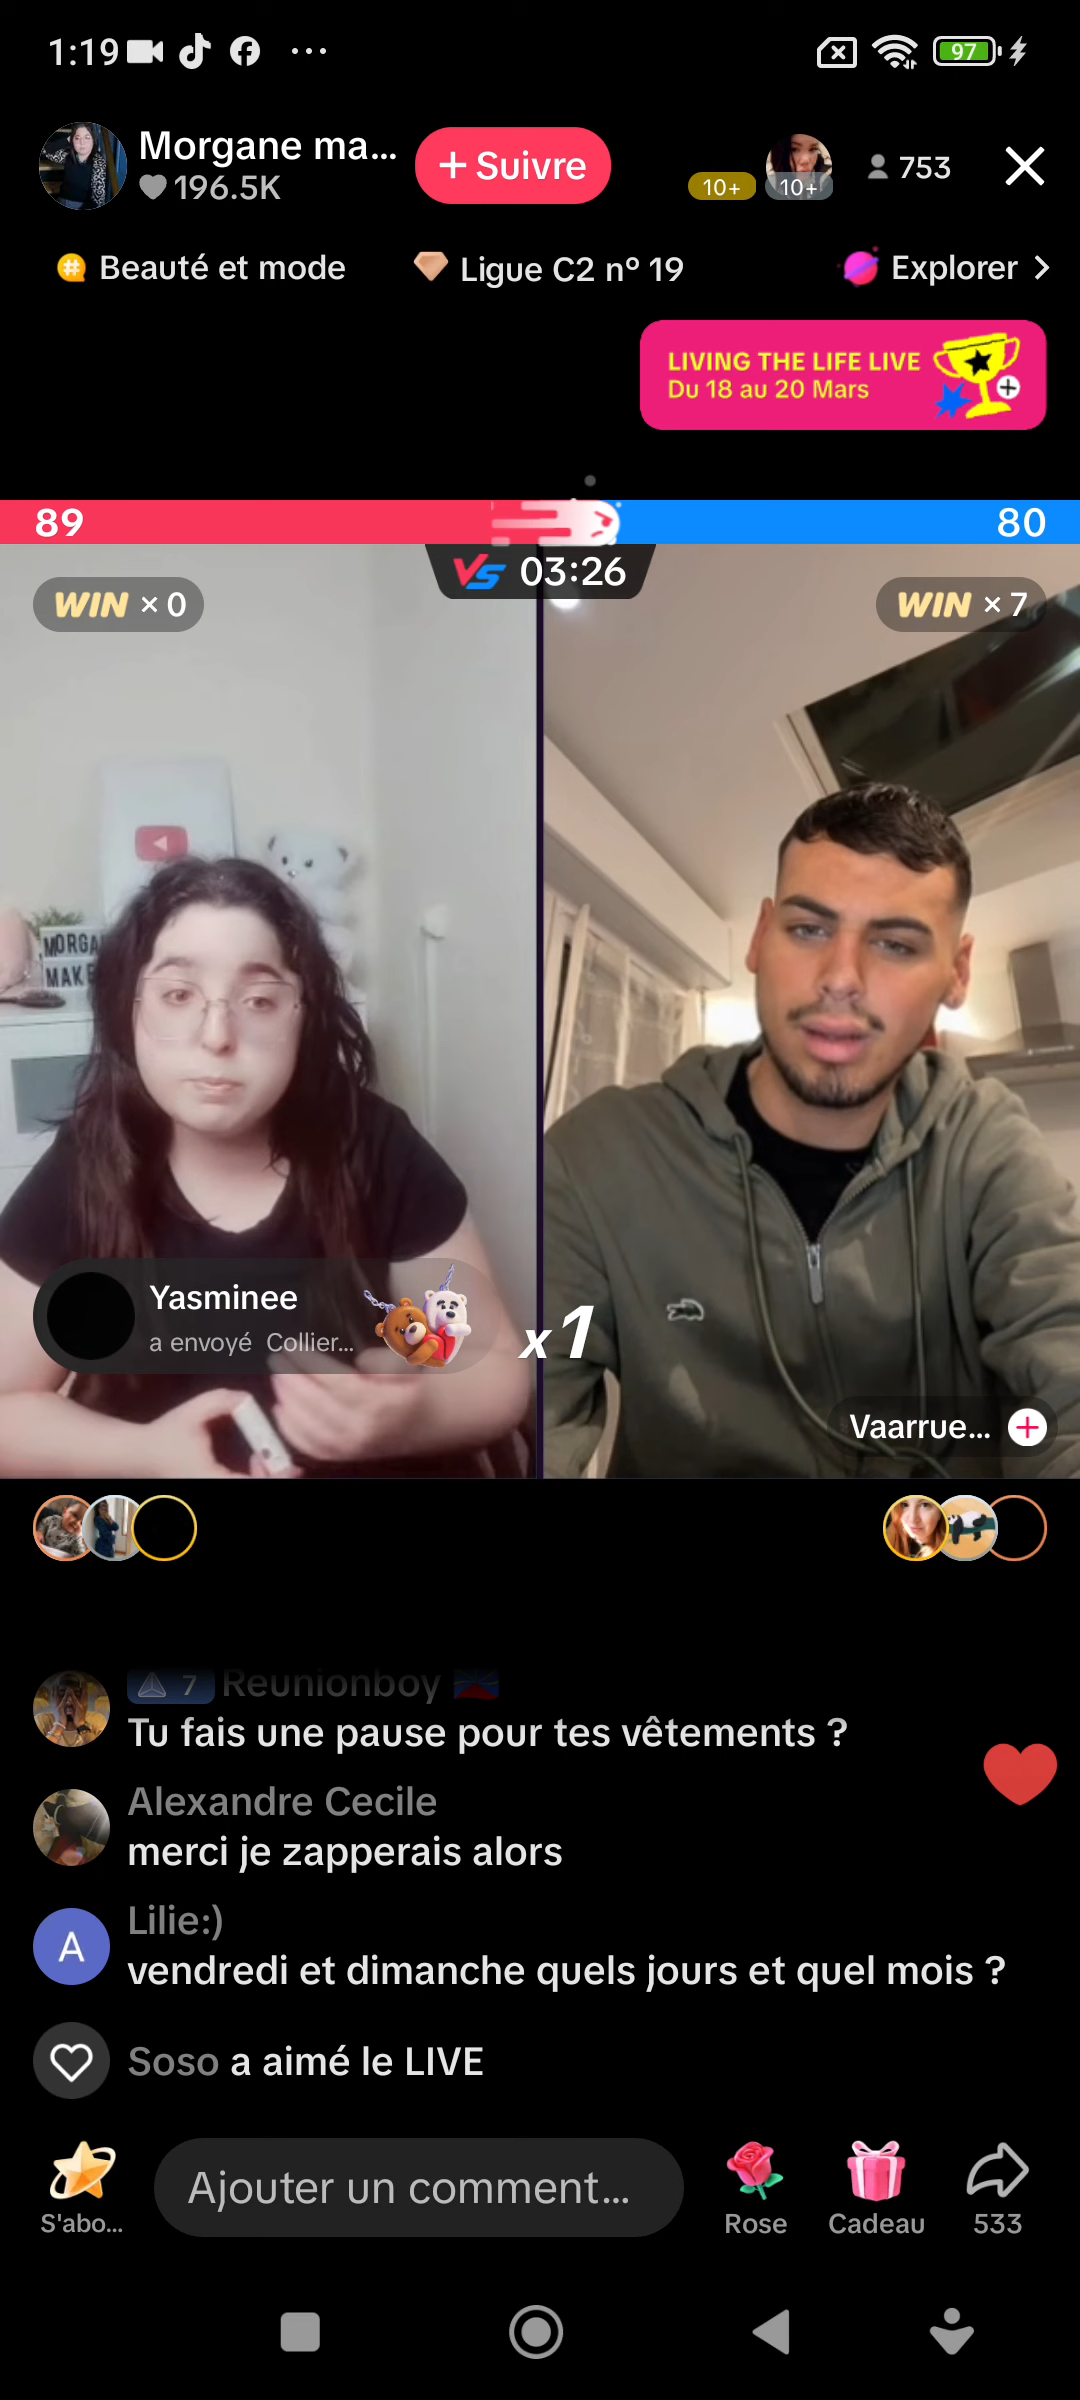 1:19
97
Morgane ma...
196.5K
+ Suivre
10+
10+
753
Beauté et mode
Ligue C2 nº 19
Explorer
LIVING THE LIFE LIVE
Du 18 au 20 Mars
89
80
VS 03:26
WIN × 0
WIN × 7
MORGA
MAKE
Yasminee
a envoyé Collier...
x1
Vaarrue...
7 Reunionboy
Tu fais une pause pour tes vêtements ?
Alexandre Cecile
merci je zapperais alors
A
Lilie:)
vendredi et dimanche quels jours et quel mois ?
Soso a aimé le LIVE
S'abo...
Ajouter un comment...
Rose
Cadeau
533